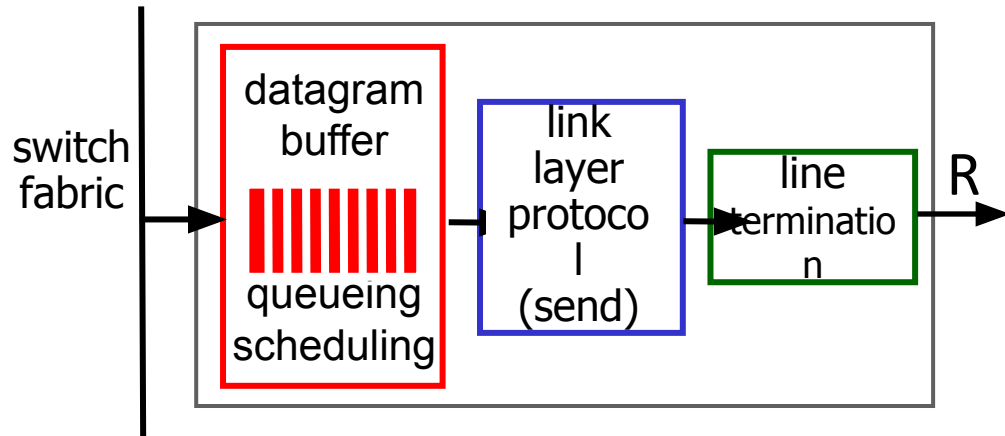 switch
fabric
datagram
buffer
queueing
scheduling
link
layer
protoco
l
(send)
line
terminatio
n
R